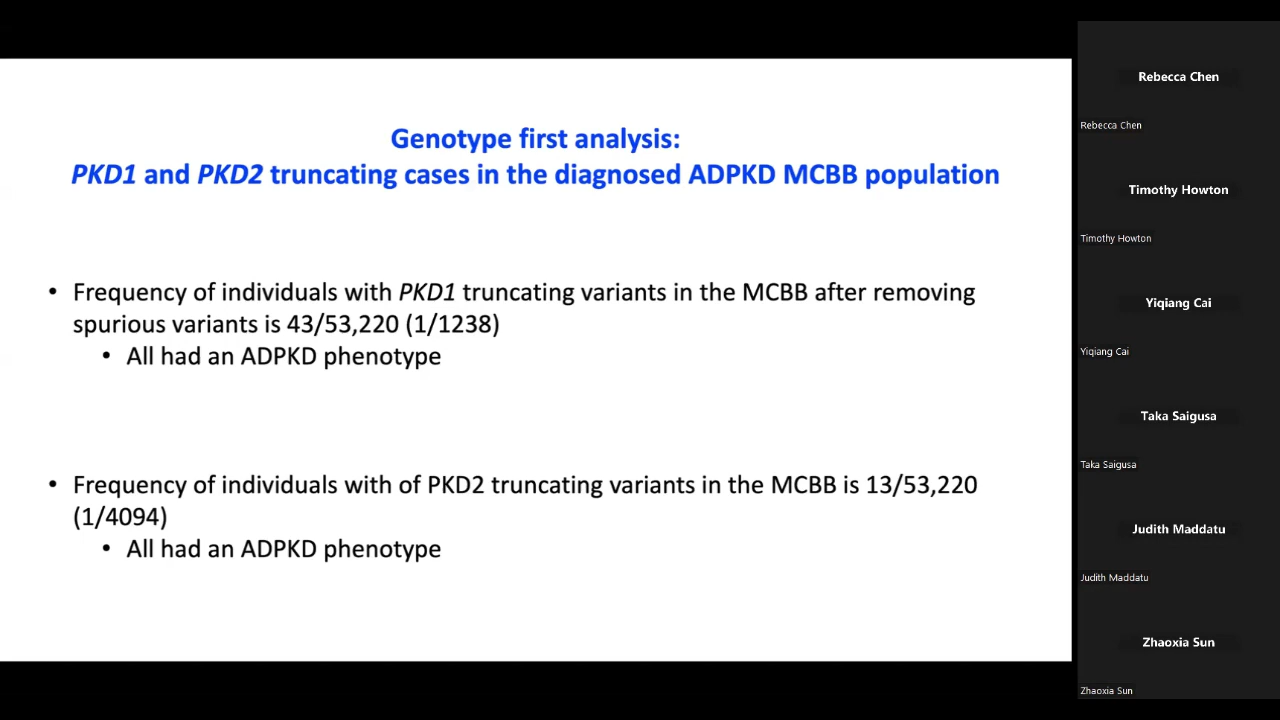 Genotype first analysis:
PKD1 and PKD2 truncating cases in the diagnosed ADPKD MCBB population
• Frequency of individuals with PKD1 truncating variants in the MCBB after removing
spurious variants is 43/53,220 (1/1238)
• All had an ADPKD phenotype
• Frequency of individuals with of PKD2 truncating variants in the MCBB is 13/53,220
(1/4094)
• All had an ADPKD phenotype
Rebecca Chen
Rebecca Chen
Timothy Howton
Timothy Howton
Yiqiang Cai
Yiqiang Cai
Taka Saigusa
Taka Saigusa
Judith Maddatu
Judith Maddatu
Zhaoxia Sun
Zhaoxia Sun